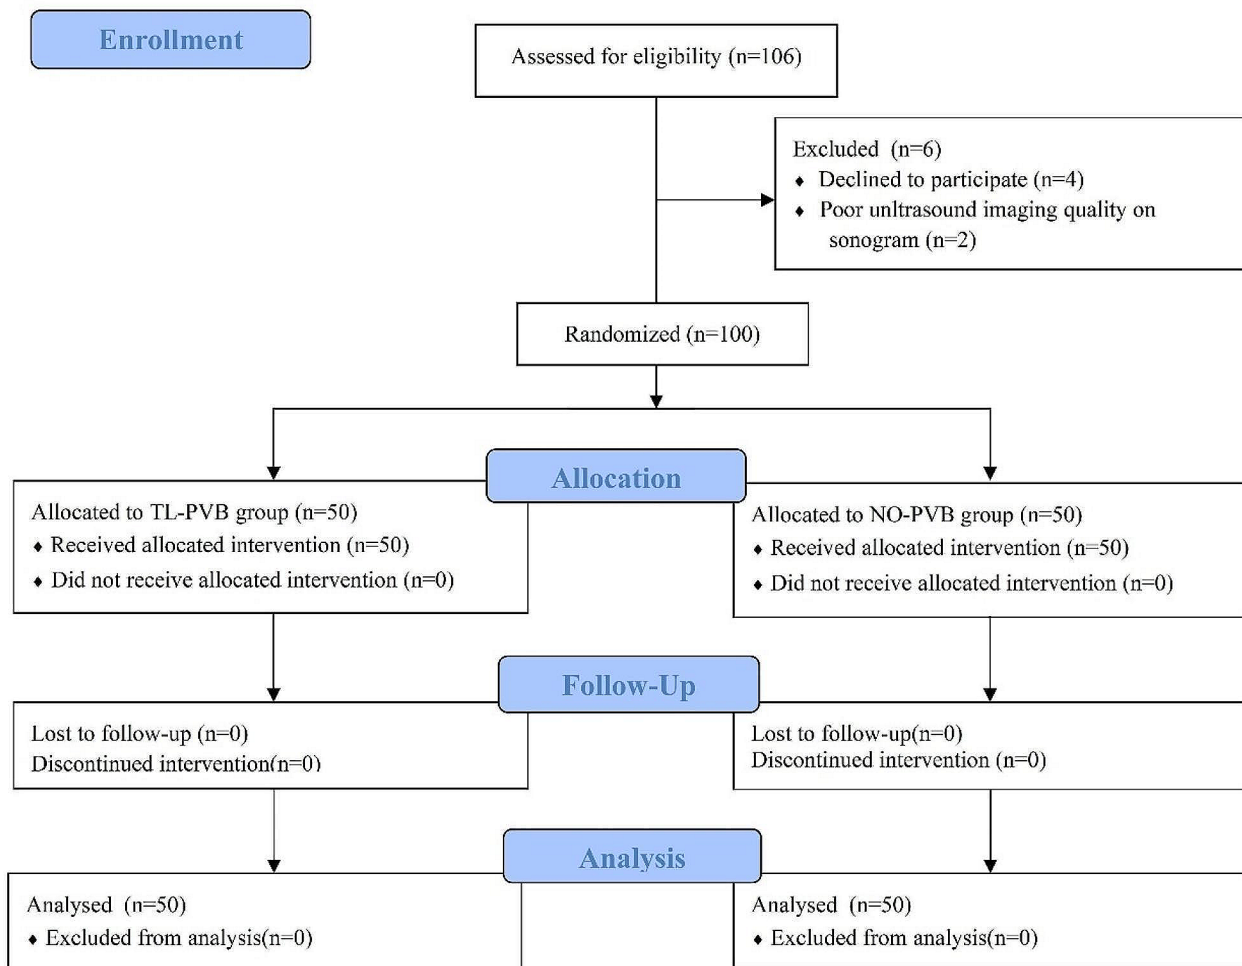 Enrollment
Assessed for eligibility (n=106)
Excluded (n=6)
♦ Declined to participate (n=4)
♦ Poor unltrasound imaging quality on
sonogram (n=2)
Randomized (n=100)
Allocation
Allocated to TL-PVB group (n=50)
♦ Received allocated intervention (n=50)
♦ Did not receive allocated intervention (n=0)
Allocated to NO-PVB group (n=50)
♦ Received allocated intervention (n=50)
♦ Did not receive allocated intervention (n=0)
Follow-Up
Lost to follow-up (n=0)
Discontinued intervention(n=0)
Lost to follow-up(n=0)
Discontinued intervention (n=0)
Analysis
Analysed (n=50)
♦ Excluded from analysis(n=0)
Analysed (n=50)
♦ Excluded from analysis(n=0)